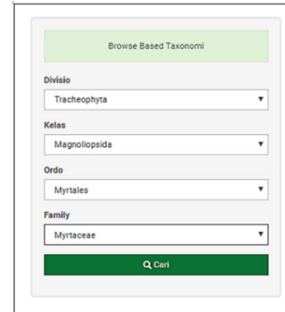 Browse Based Taxonomi
Divisio
Tracheophyta
Kelas
Magnoliopsida
Ordo
Myrtales
Family
Myrtaceae
Cari